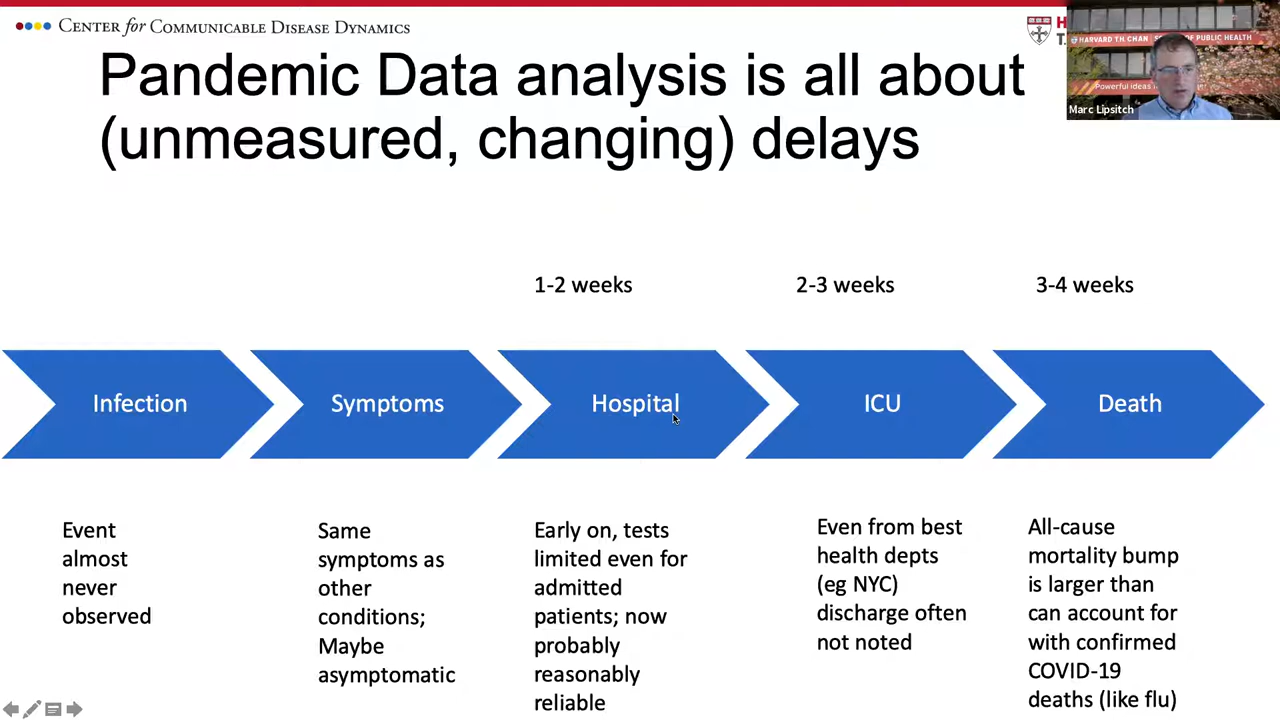 CENTER for COMMUNICABLE DISEASE DYNAMICS
Pandemic Data analysis is all about
(unmeasured, changing) delays
HARVARD T.H. CHAN SCHOOL OF PUBLIC HEALTH
Powerful ideas
Marc Lipsitch
1-2 weeks
2-3 weeks
3-4 weeks
Infection
Symptoms
Hospital
ICU
Death
Event
almost
never
observed
Same
symptoms as
other
conditions;
Maybe
asymptomatic
Early on, tests
limited even for
admitted
patients; now
probably
reasonably
reliable
Even from best
health depts
(eg NYC)
discharge often
not noted
All-cause
mortality bump
is larger than
can account for
with confirmed
COVID-19
deaths (like flu)